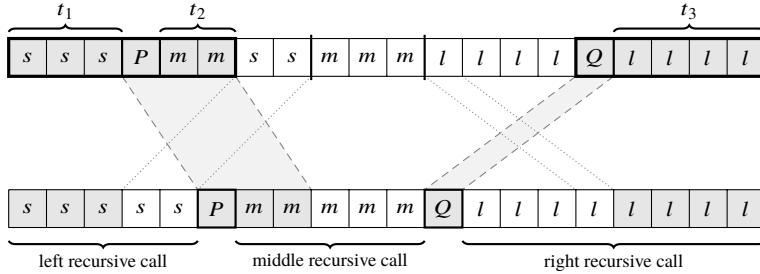 t₁ t₂ t₃
s s s P m m s s m m m l l l l Q l l l l
s s s s s P m m m m m Q l l l l l l l l
left recursive call middle recursive call right recursive call